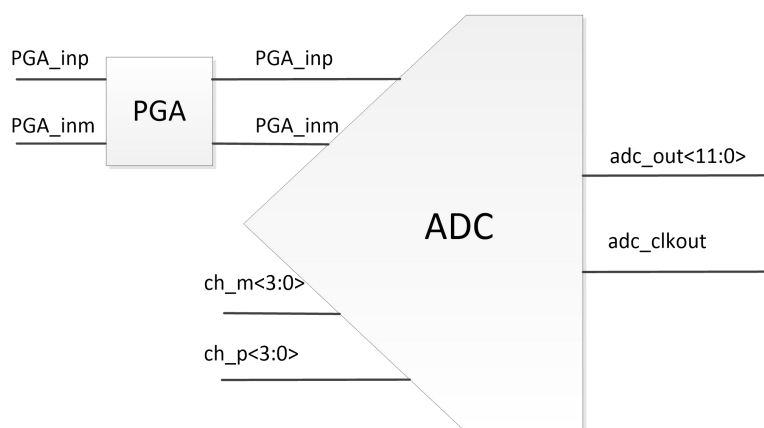 PGA_inp
PGA_inp
PGA
PGA_inm
PGA_inm
adc_out<11:0>
ADC
adc_clkout
ch_m<3:0>
ch_p<3:0>